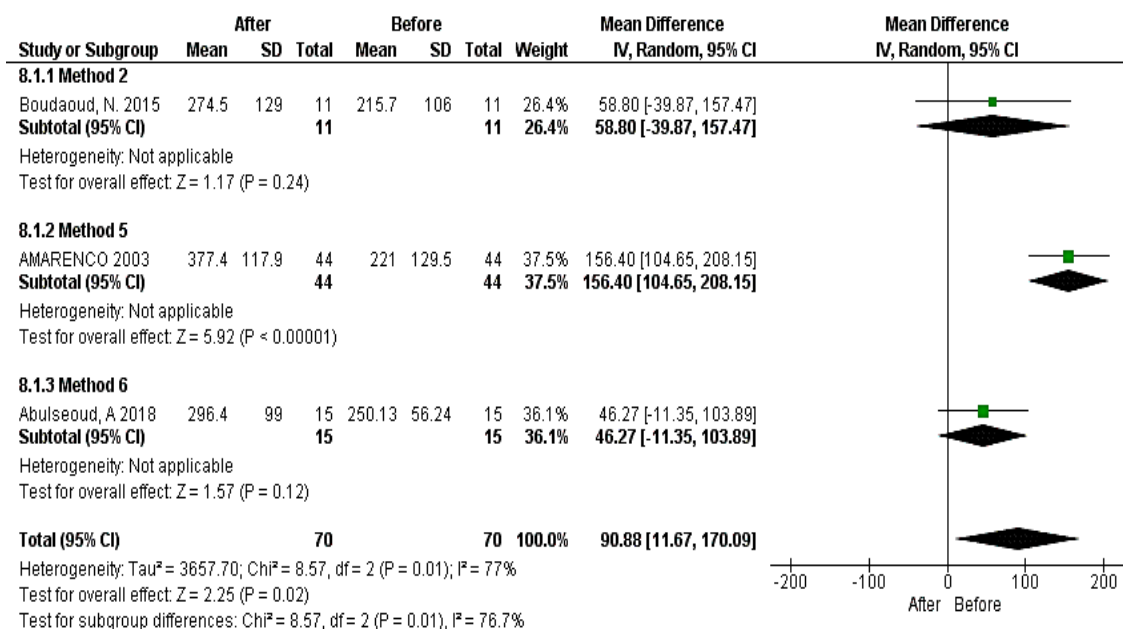 After Before Mean Difference Mean Difference
Study or Subgroup Mean SD Total Mean SD Total Weight IV, Random, 95% CI IV, Random, 95% CI
8.1.1 Method 2
Boudaoud, N. 2015 274.5 129 11 215.7 106 11 26.4% 58.80 [-39.87, 157.47]
Subtotal (95% CI) 11 11 26.4% 58.80 [-39.87, 157.47]
Heterogeneity: Not applicable
Test for overall effect: Z = 1.17 (P = 0.24)
8.1.2 Method 5
AMARENCO 2003 377.4 117.9 44 221 129.5 44 37.5% 156.40 [104.65, 208.15]
Subtotal (95% CI) 44 44 37.5% 156.40 [104.65, 208.15]
Heterogeneity: Not applicable
Test for overall effect: Z = 5.92 (P < 0.00001)
8.1.3 Method 6
Abulseoud, A 2018 296.4 99 15 250.13 56.24 15 36.1% 46.27 [-11.35, 103.89]
Subtotal (95% CI) 15 15 36.1% 46.27 [-11.35, 103.89]
Heterogeneity: Not applicable
Test for overall effect: Z = 1.57 (P = 0.12)
Total (95% CI) 70 70 100.0% 90.88 [11.67, 170.09]
Heterogeneity: Tau² = 3657.70; Chi² = 8.57, df = 2 (P = 0.01); I² = 77%
Test for overall effect: Z = 2.25 (P = 0.02)
Test for subgroup differences: Chi² = 8.57, df = 2 (P = 0.01), I² = 76.7%
-200 -100 0 100 200
After Before